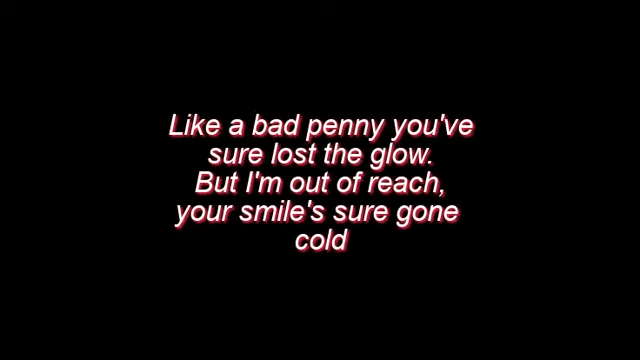 Like a bad penny you've
sure lost the glow.
But I'm out of reach,
your smile's sure gone
cold